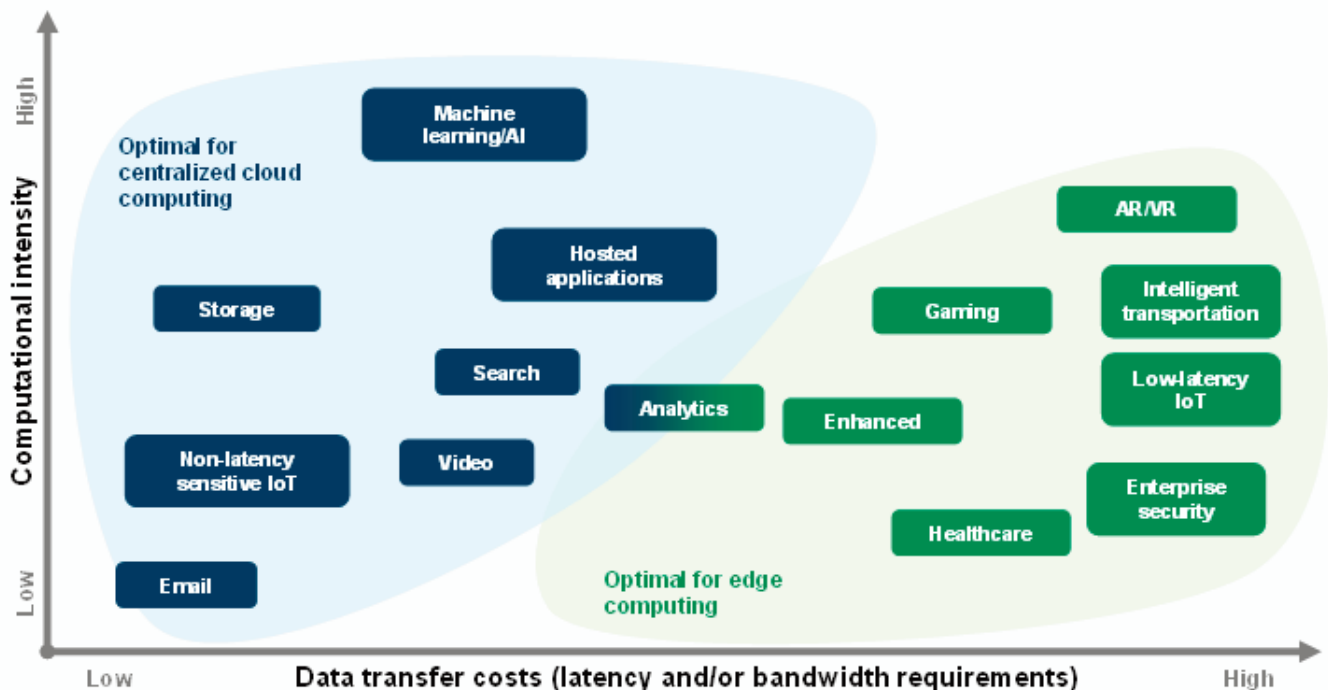 High
Computational intensity
Low
Machine
learning/AI
Optimal for
centralized cloud
computing
AR/VR
Hosted
applications
Intelligent
transportation
Storage
Gaming
Search
Low-latency
IoT
Analytics
Enhanced
Non-latency
sensitive IoT
Video
Enterprise
security
Healthcare
Email
Optimal for edge
computing
Low
Data transfer costs (latency and/or bandwidth requirements)
High